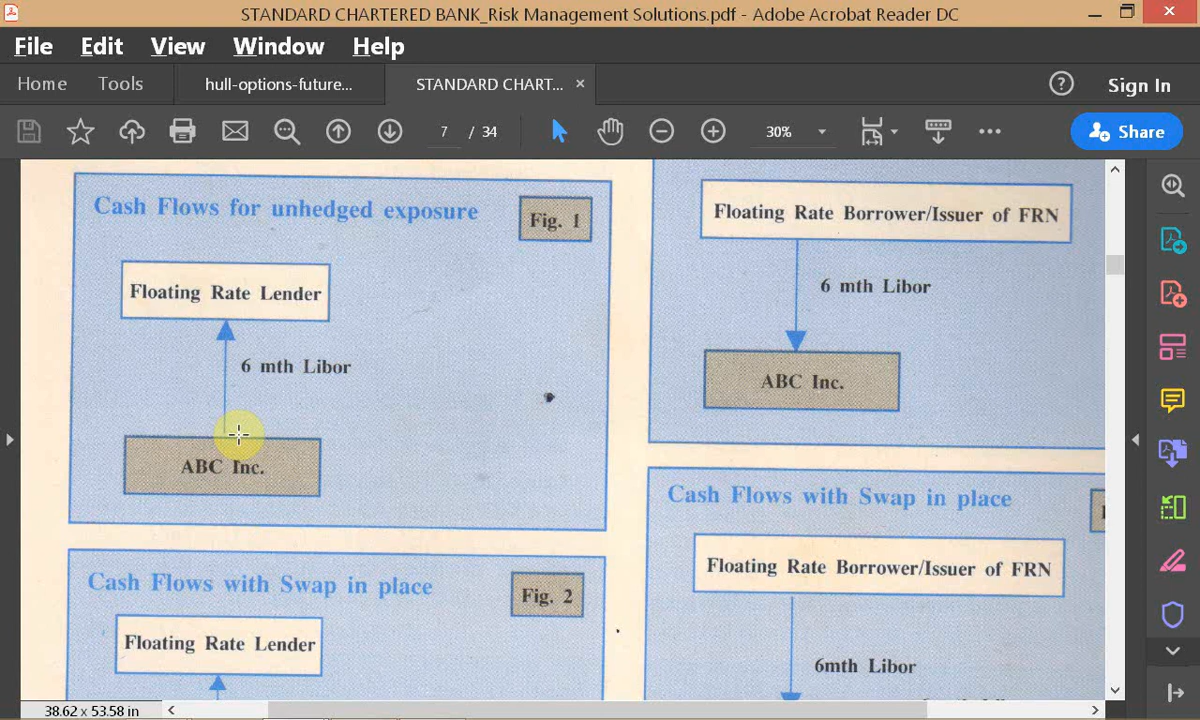 STANDARD CHARTERED BANK_Risk Management Solutions.pdf - Adobe Acrobat Reader DC
File Edit View Window Help
Home Tools hull-options-future... STANDARD CHART... × ? Sign In
7 / 34 30% Share
Cash Flows for unhedged exposure
Fig. 1
Floating Rate Lender
6 mth Libor
ABC Inc.
Cash Flows with Swap in place
Fig. 2
Floating Rate Lender
Floating Rate Borrower/Issuer of FRN
6 mth Libor
ABC Inc.
Cash Flows with Swap in place
Floating Rate Borrower/Issuer of FRN
6mth Libor
38.62 x 53.58 in